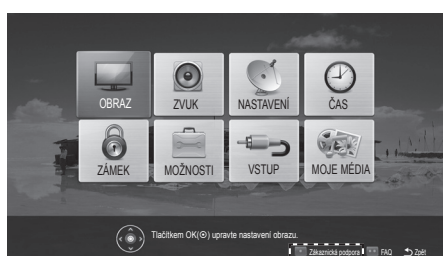 OBRAZ ZVUK NASTAVENÍ ČAS
ZÁMEK MOŽNOSTI VSTUP MOJE MÉDIA
Tlačítkem OK(⊙) upravte nastavení obrazu.
Zákaznická podpora FAQ Zpět